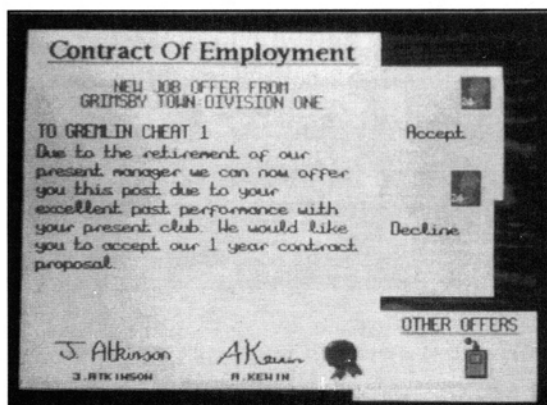 Contract Of Employment
NEW JOB OFFER FROM
GRIMSBY TOWN DIVISION ONE
TO GREMLIN CHEAT 1
Due to the retirement of our
present manager we can now offer
you this post due to your
excellent past performance with
your present club. We would like
you to accept our 1 year contract
proposal.
Accept
Decline
OTHER OFFERS
J. Atkinson
A Kewin
J. ATKINSON
A. KEWIN